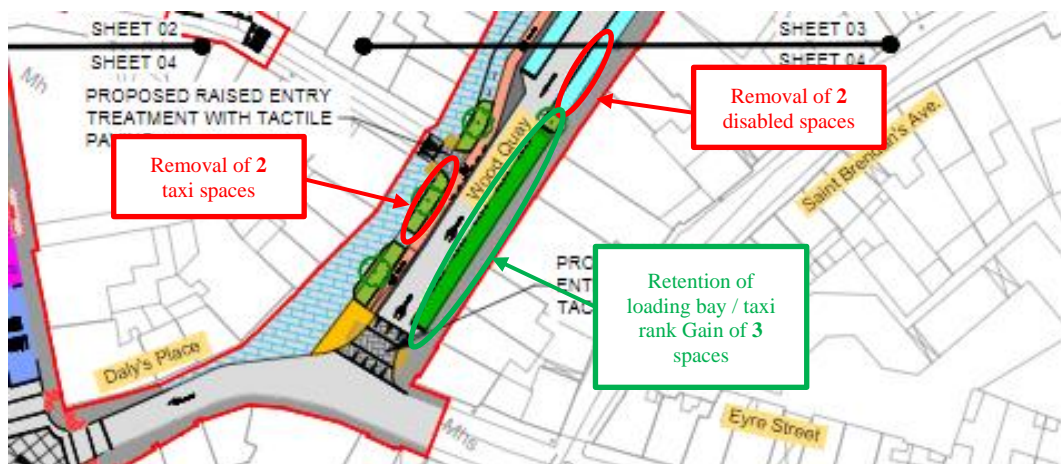 SHEET 02
SHEET 04
Mh
PROPOSED RAISED ENTRY
TREATMENT WITH TACTILE
Removal of 2
taxi spaces
Wood Quay
SHEET 03
SHEET 04
Removal of 2
disabled spaces
Saint Brendan's Ave.
Retention of
loading bay / taxi
rank Gain of 3
spaces
Daly's Place
Mhs
Eyre Street